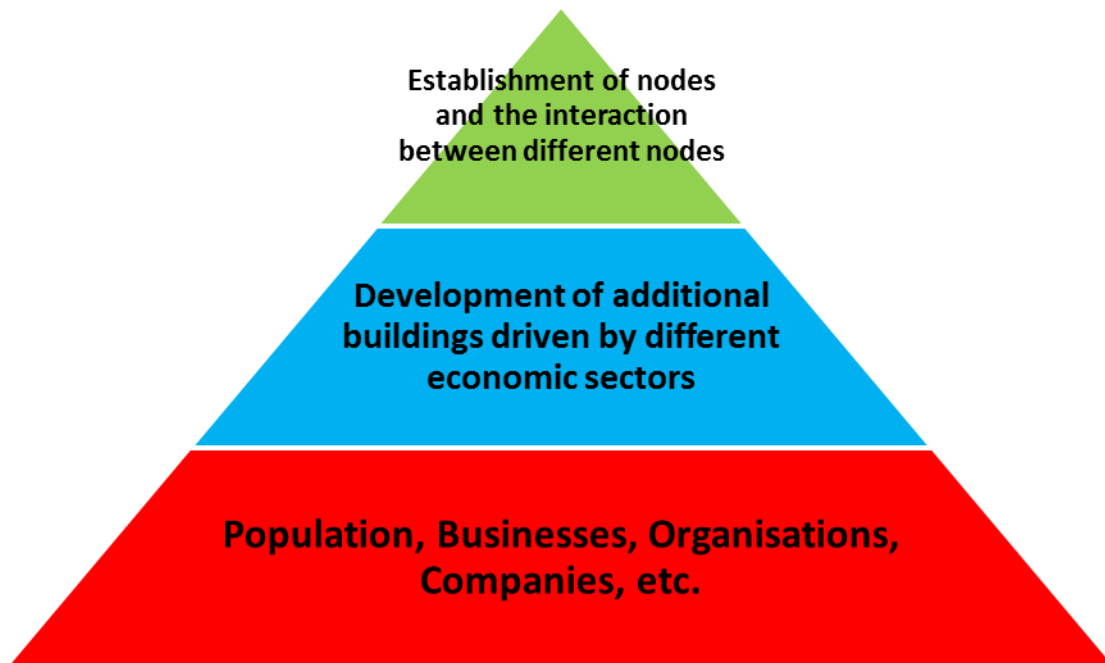 Establishment of nodes
and the interaction
between different nodes
Development of additional
buildings driven by different
economic sectors
Population, Businesses, Organisations,
Companies, etc.